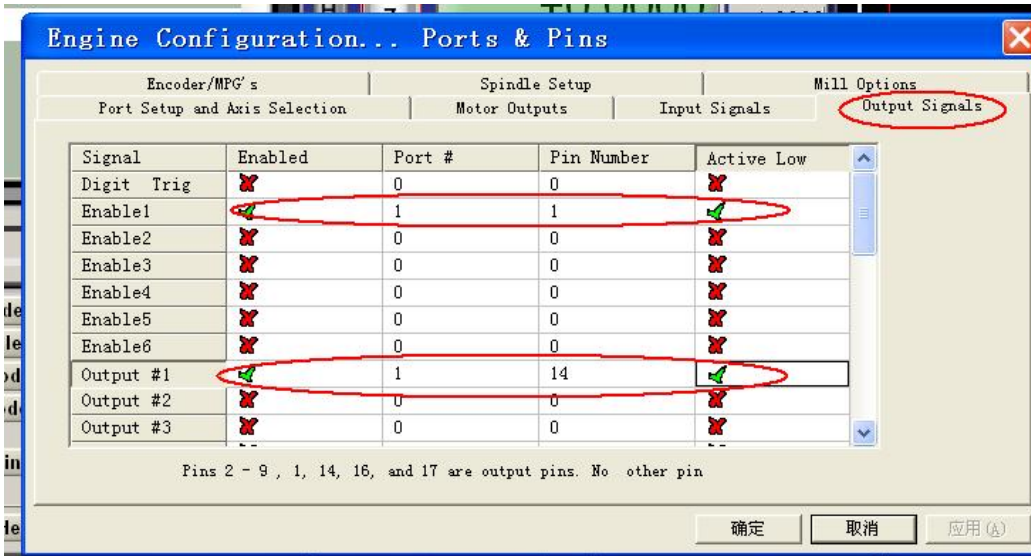 Engine Configuration... Ports & Pins
Encoder/MPG's Spindle Setup Mill Options
Port Setup and Axis Selection Motor Outputs Input Signals Output Signals
Signal Enabled Port # Pin Number Active Low
Digit Trig 0 0
Enable1 1 1
Enable2 0 0
Enable3 0 0
Enable4 0 0
Enable5 0 0
Enable6 0 0
Output #1 1 14
Output #2 0 0
Output #3 0 0
Pins 2 - 9 , 1, 14, 16, and 17 are output pins. No other pin
确定 取消 应用(A)